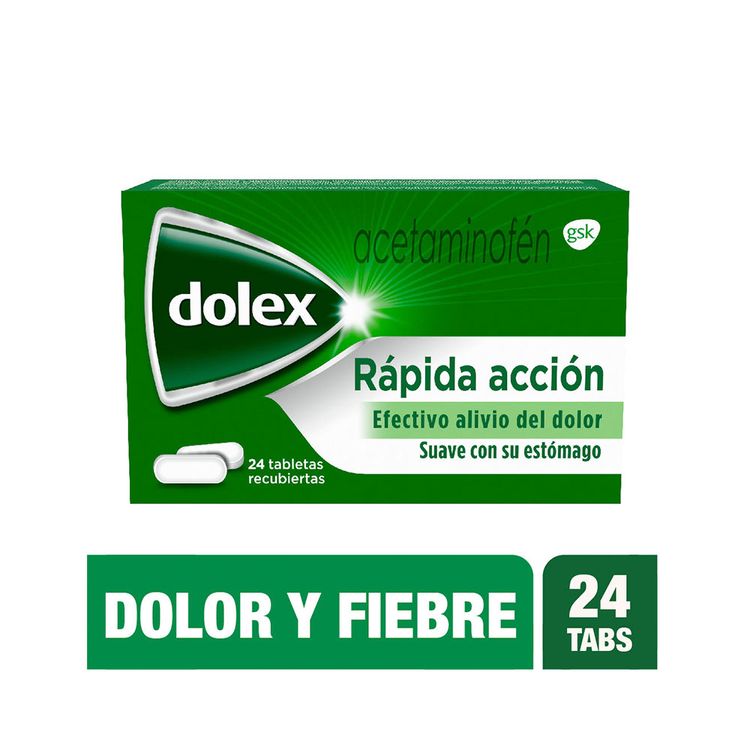 acetaminofén
gsk
dolex
Rápida acción
Efectivo alivio del dolor
Suave con su estómago
24 tabletas
recubiertas
DOLOR Y FIEBRE
24
TABS